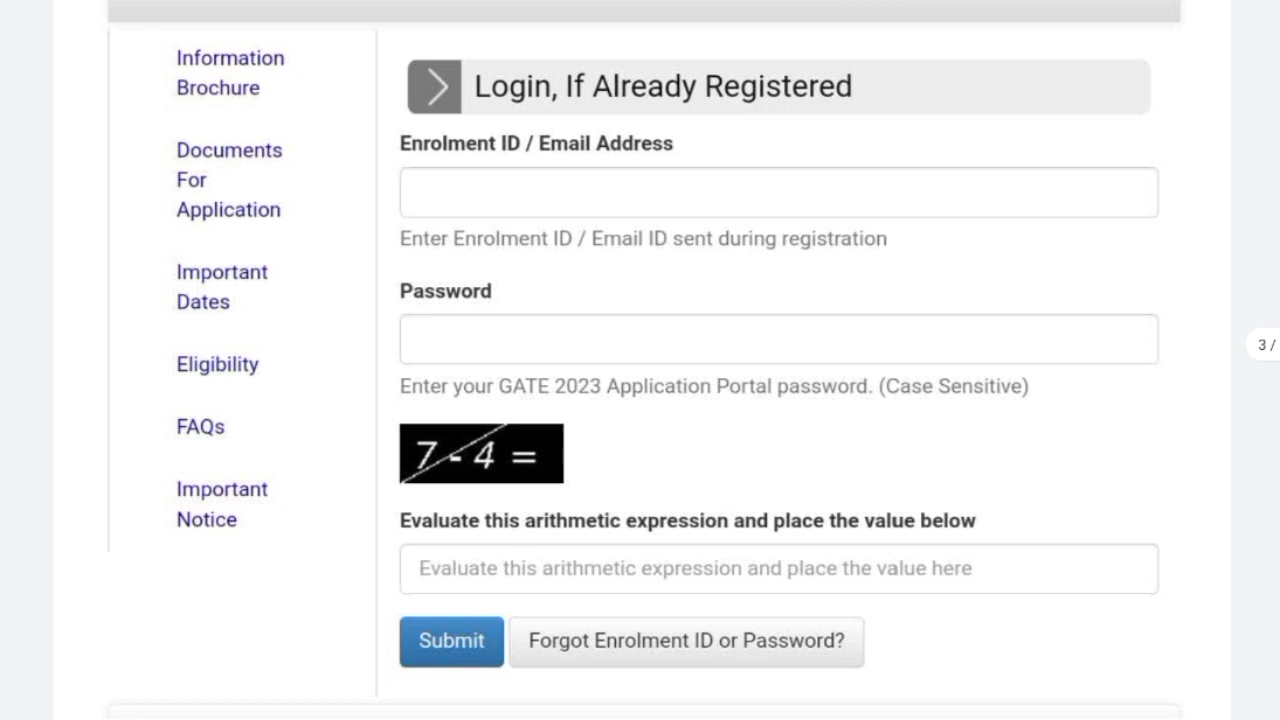 Information
Brochure
Documents
For
Application
Important
Dates
Eligibility
FAQs
Important
Notice
Login, If Already Registered
Enrolment ID / Email Address
Enter Enrolment ID / Email ID sent during registration
Password
Enter your GATE 2023 Application Portal password. (Case Sensitive)
7 - 4 =
Evaluate this arithmetic expression and place the value below
Evaluate this arithmetic expression and place the value here
Submit
Forgot Enrolment ID or Password?
3 /